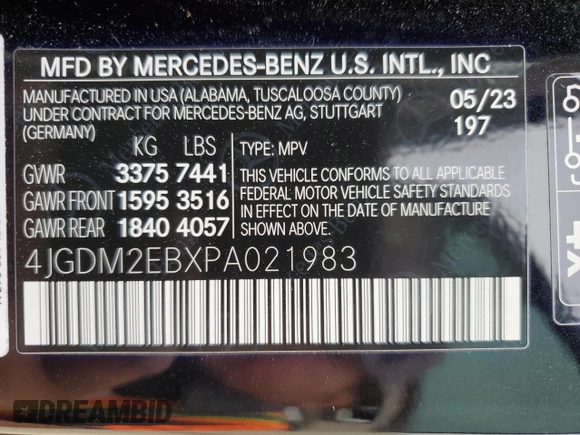 MFD BY MERCEDES-BENZ U.S. INTL., INC
MANUFACTURED IN USA (ALABAMA, TUSCALOOSA COUNTY) 05/23
UNDER CONTRACT FOR MERCEDES-BENZ AG, STUTTGART 197
(GERMANY)
KG LBS TYPE: MPV
GVWR 3375 7441
GAWR FRONT 1595 3516
GAWR REAR 1840 4057
THIS VEHICLE CONFORMS TO ALL APPLICABLE
FEDERAL MOTOR VEHICLE SAFETY STANDARDS
IN EFFECT ON THE DATE OF MANUFACTURE
SHOWN ABOVE.
4JGDM2EBXPA021983
DREAMBID